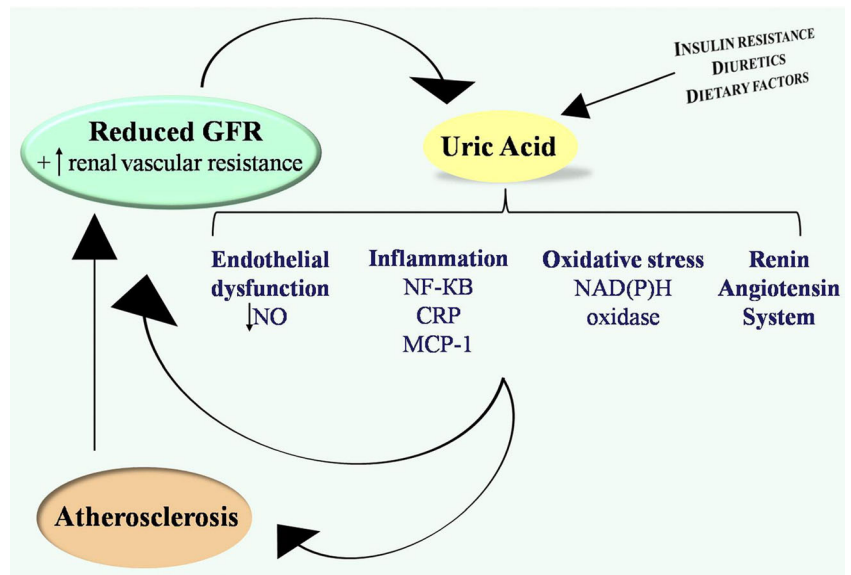 INSULIN RESISTANCE
DIURETICS
DIETARY FACTORS
Reduced GFR
+↑ renal vascular resistance
Uric Acid
Endothelial
dysfunction
↓NO
Inflammation
NF-KB
CRP
MCP-1
Oxidative stress
NAD(P)H
oxidase
Renin
Angiotensin
System
Atherosclerosis